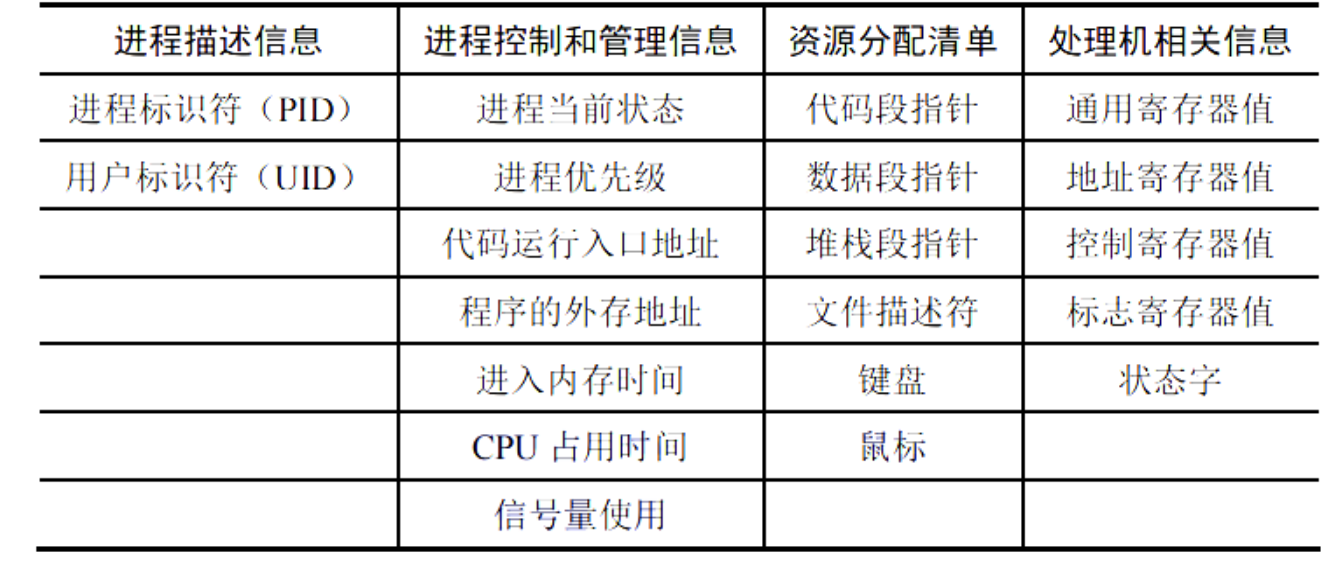 进程描述信息 进程控制和管理信息 资源分配清单 处理机相关信息
进程标识符（PID） 进程当前状态 代码段指针 通用寄存器值
用户标识符（UID） 进程优先级 数据段指针 地址寄存器值
代码运行入口地址 堆栈段指针 控制寄存器值
程序的外存地址 文件描述符 标志寄存器值
进入内存时间 键盘 状态字
CPU 占用时间 鼠标
信号量使用